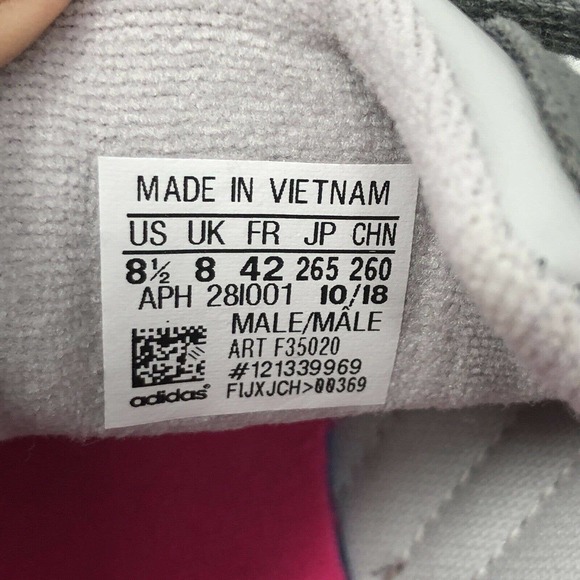 MADE IN VIETNAM
US UK FR JP CHN
8½ 8 42 265 260
APH 28I001 10/18
MALE/MÂLE
ART F35020
#121339969
FIJXJCH>00369
adidas®